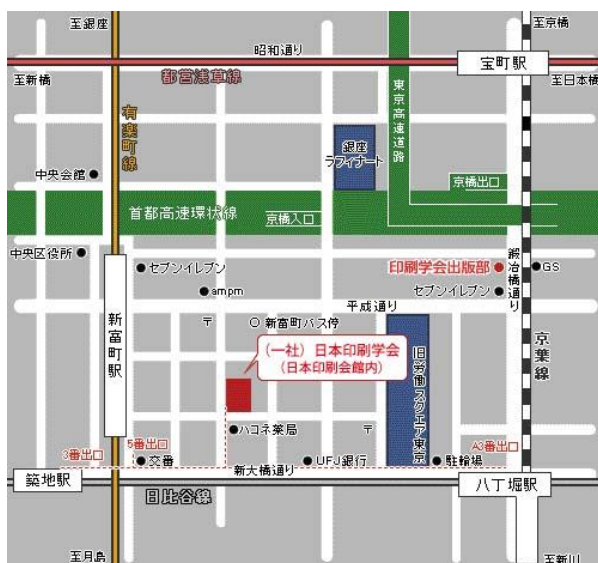 至銀座
至京橋
昭和通り
宝町駅
至新橋
都営浅草線
至日本橋
有楽町線
東京高速道路
銀座
ラフィナート
中央会館
京橋出口
首都高速環状線
京橋入口
中央区役所
セブンイレブン
印刷学会出版部
鍛冶橋通り
GS
ampm
セブンイレブン
平成通り
〒
新富町バス停
新富町駅
(一社)日本印刷学会
(日本印刷会館内)
旧労働スクエア東京
京葉線
ハコネ薬局
〒
A3番出口
5番出口
3番出口
交番
UFJ銀行
駐輪場
新大橋通り
築地駅
八丁堀駅
日比谷線
至月島
至新川